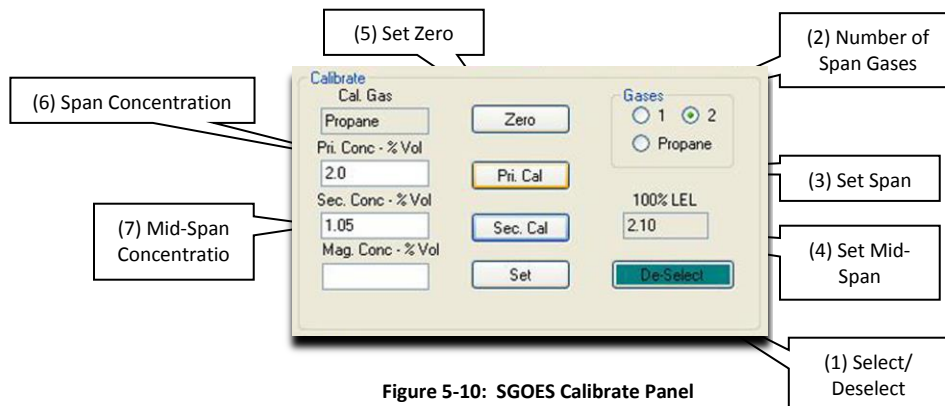 (5) Set Zero
(2) Number of
Span Gases
(6) Span Concentration
Calibrate
Cal. Gas
Propane
Zero
Gases
1 2
Propane
Pri. Conc - % Vol
2.0
Pri. Cal
(3) Set Span
Sec. Conc - % Vol
1.05
Sec. Cal
100% LEL
2.10
(7) Mid-Span
Concentratio
(4) Set Mid-
Span
Mag. Conc - % Vol
Set
De-Select
(1) Select/
Deselect
Figure 5-10: SGOES Calibrate Panel